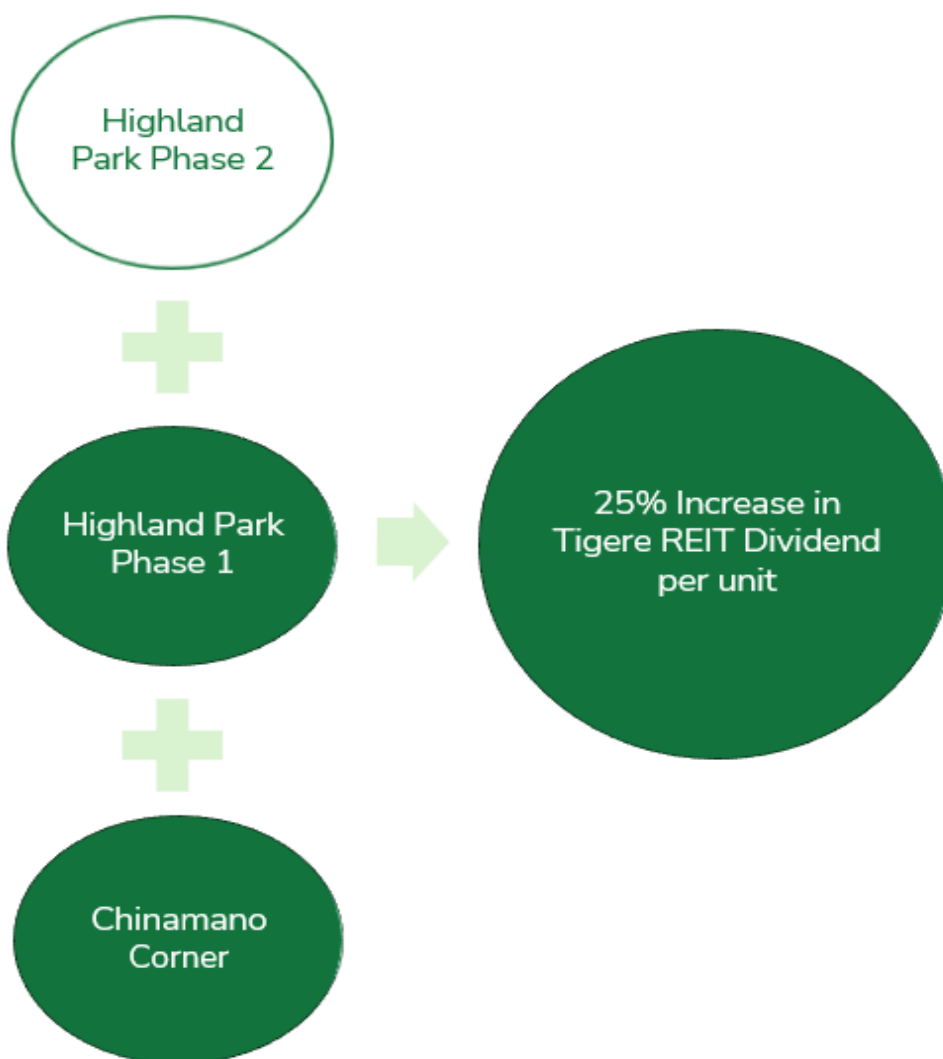 Highland
Park Phase 2
Highland Park
Phase 1
25% Increase in
Tigere REIT Dividend
per unit
Chinamano
Corner